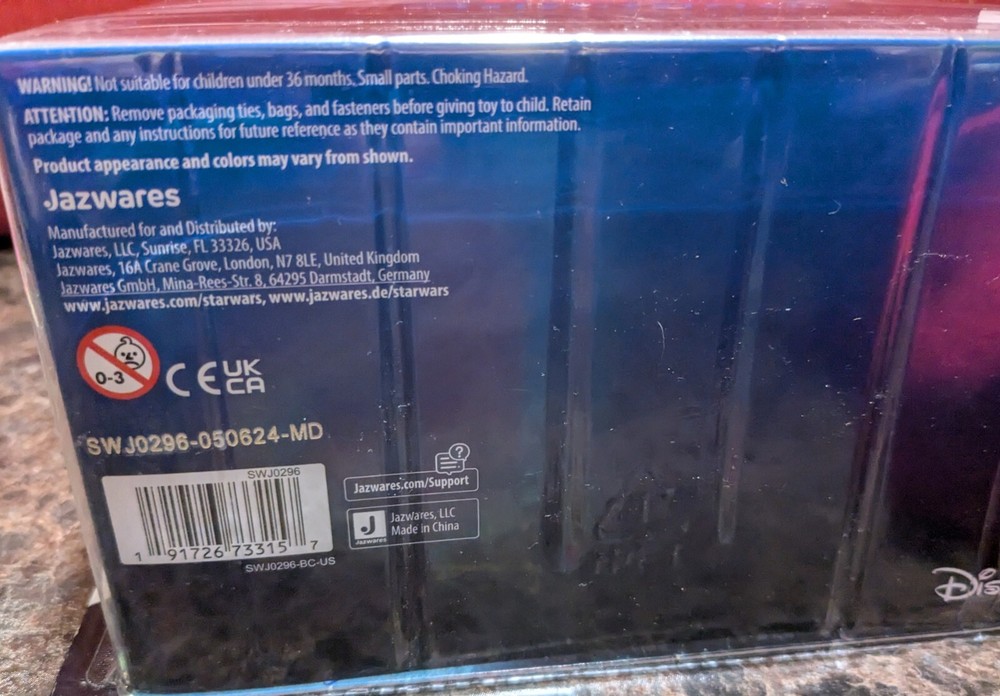 WARNING! Not suitable for children under 36 months. Small parts. Choking Hazard.
ATTENTION: Remove packaging ties, bags, and fasteners before giving toy to child. Retain
package and any instructions for future reference as they contain important information.
Product appearance and colors may vary from shown.
Jazwares
Manufactured for and Distributed by:
Jazwares, LLC, Sunrise, FL 33326, USA
Jazwares, 16A Crane Grove, London, N7 8LE, United Kingdom
Jazwares GmbH, Mina-Rees-Str. 8, 64295 Darmstadt, Germany
www.jazwares.com/starwars, www.jazwares.de/starwars
0-3
CE UK
CA
SWJ0296-050624-MD
SWJ0296
1 91726 73315 7
SWJ0296-BC-US
?
Jazwares.com/Support
J
Jazwares
Jazwares, LLC
Made in China
Dis